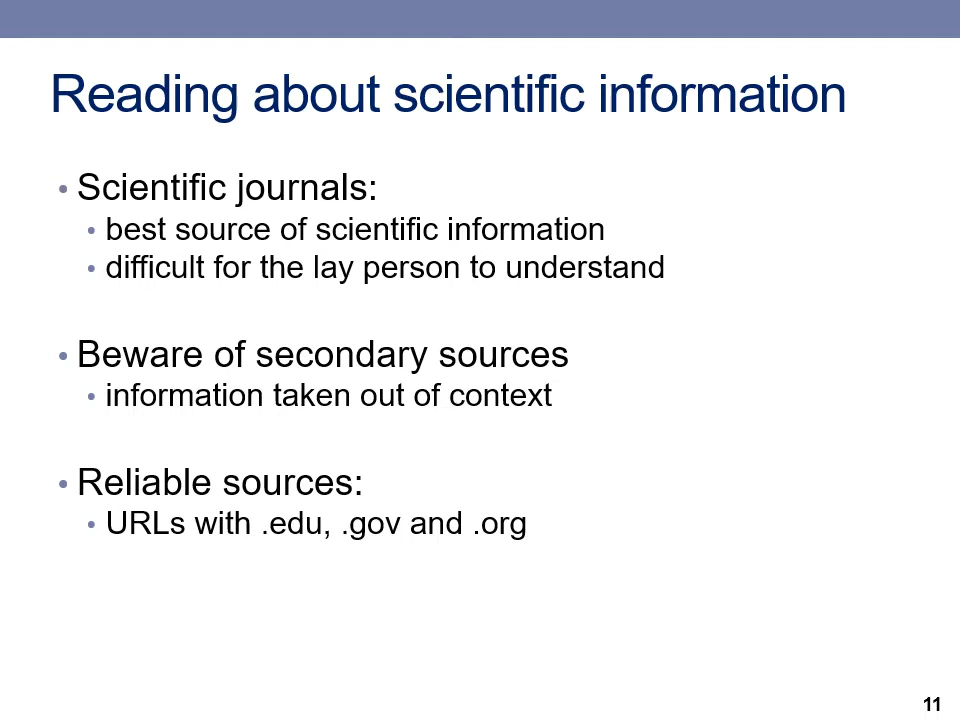 Reading about scientific information
• Scientific journals:
• best source of scientific information
• difficult for the lay person to understand
• Beware of secondary sources
• information taken out of context
• Reliable sources:
• URLs with .edu, .gov and .org
11